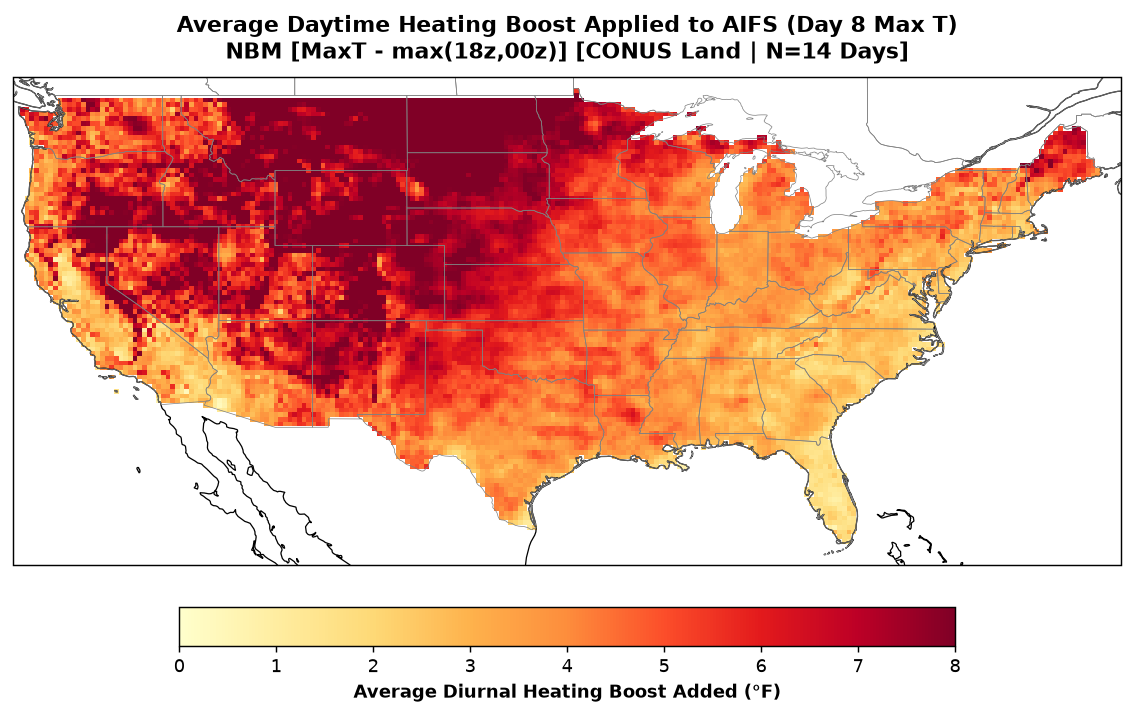 Average Daytime Heating Boost Applied to AIFS (Day 8 Max T)
NBM [MaxT - max(18z,00z)] [CONUS Land | N=14 Days]
0 1 2 3 4 5 6 7 8
Average Diurnal Heating Boost Added (°F)